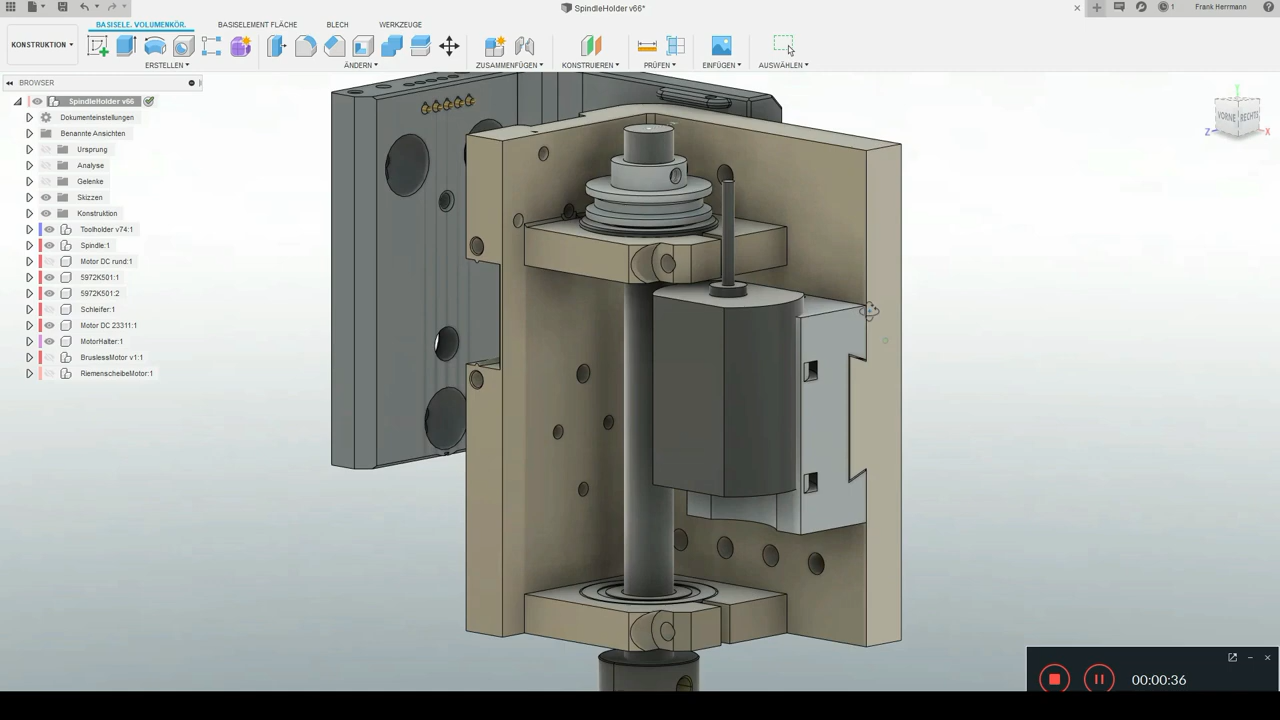 SpindleHolder v66*
1
Frank Herrmann
KONSTRUKTION
BASISELE. VOLUMENKÖR.
BASISELEMENT FLÄCHE
BLECH
WERKZEUGE
ERSTELLEN
ÄNDERN
ZUSAMMENFÜGEN
KONSTRUIEREN
PRÜFEN
EINFÜGEN
AUSWÄHLEN
BROWSER
SpindleHolder v66
Dokumenteinstellungen
Benannte Ansichten
Ursprung
Analyse
Gelenke
Skizzen
Konstruktion
Toolholder v74:1
Spindle:1
Motor DC rund:1
5972K501:1
5972K501:2
Schleifer:1
Motor DC 23311:1
MotorHalter:1
BruslessMotor v1:1
RiemenscheibeMotor:1
VORNE
RECHTS
Z
X
00:00:36